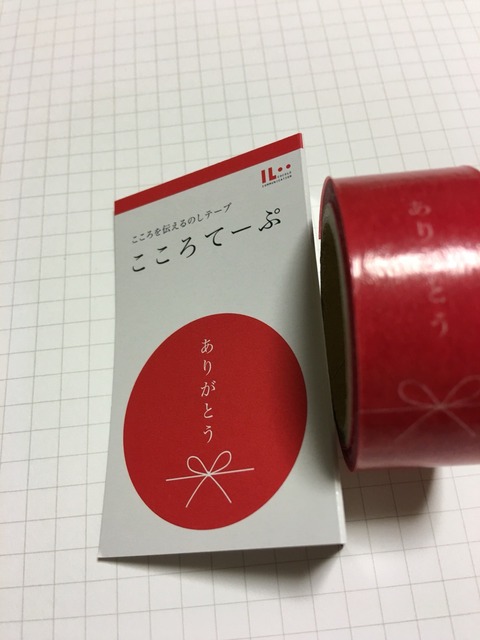 こころを伝えるのしテープ
こころてーぷ
ありがとう
ありがとう